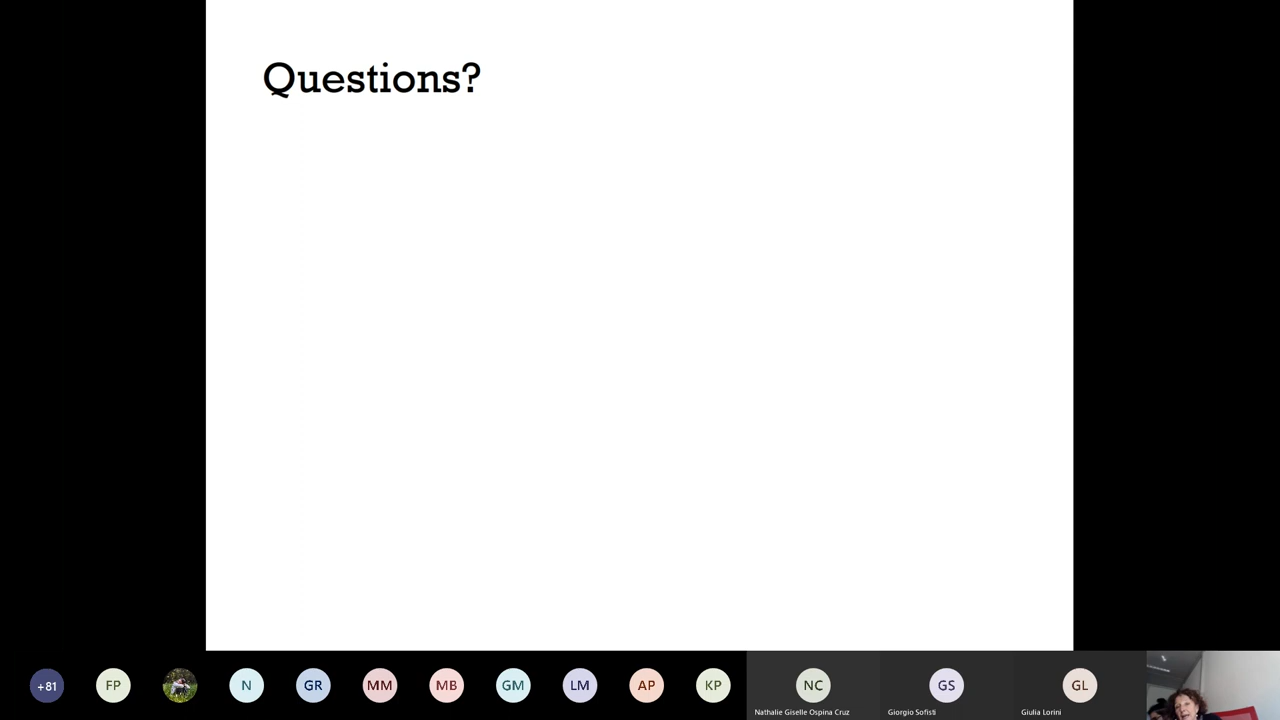 Questions?
+81
FP
N
GR
MM
MB
GM
LM
AP
KP
NC
GS
GL
Nathalie Giselle Ospina Cruz
Giorgio Sofisti
Giulia Lorini